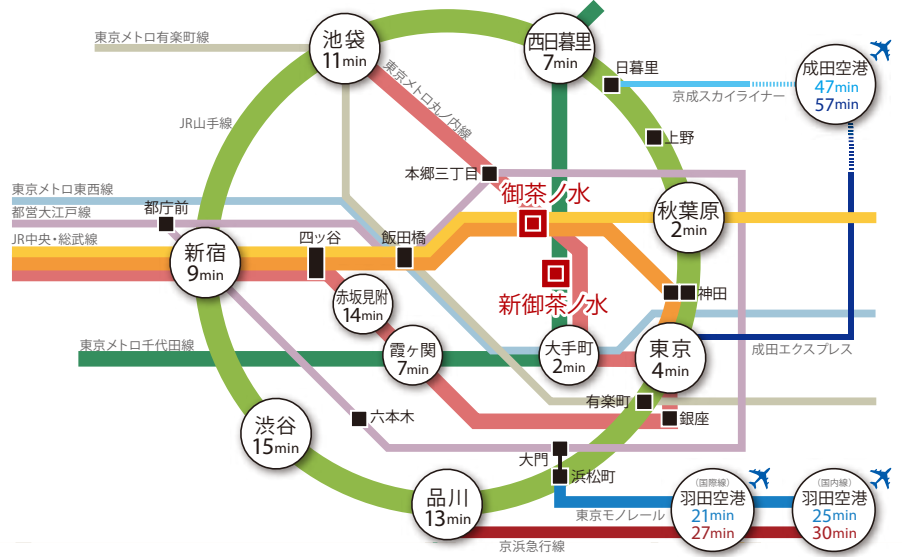 東京メトロ有楽町線
池袋
11min
西日暮里
7min
日暮里
京成スカイライナー
成田空港
47min
57min
東京メトロ丸ノ内線
JR山手線
上野
本郷三丁目
御茶ノ水
秋葉原
2min
東京メトロ東西線
都営大江戸線
都庁前
JR中央・総武線
新宿
9min
四ッ谷
飯田橋
新御茶ノ水
神田
赤坂見附
14min
東京メトロ千代田線
霞ヶ関
7min
大手町
2min
東京
4min
成田エクスプレス
有楽町
銀座
六本木
渋谷
15min
大門
浜松町
品川
13min
東京モノレール
京浜急行線
(国際線)
羽田空港
21min
27min
(国内線)
羽田空港
25min
30min